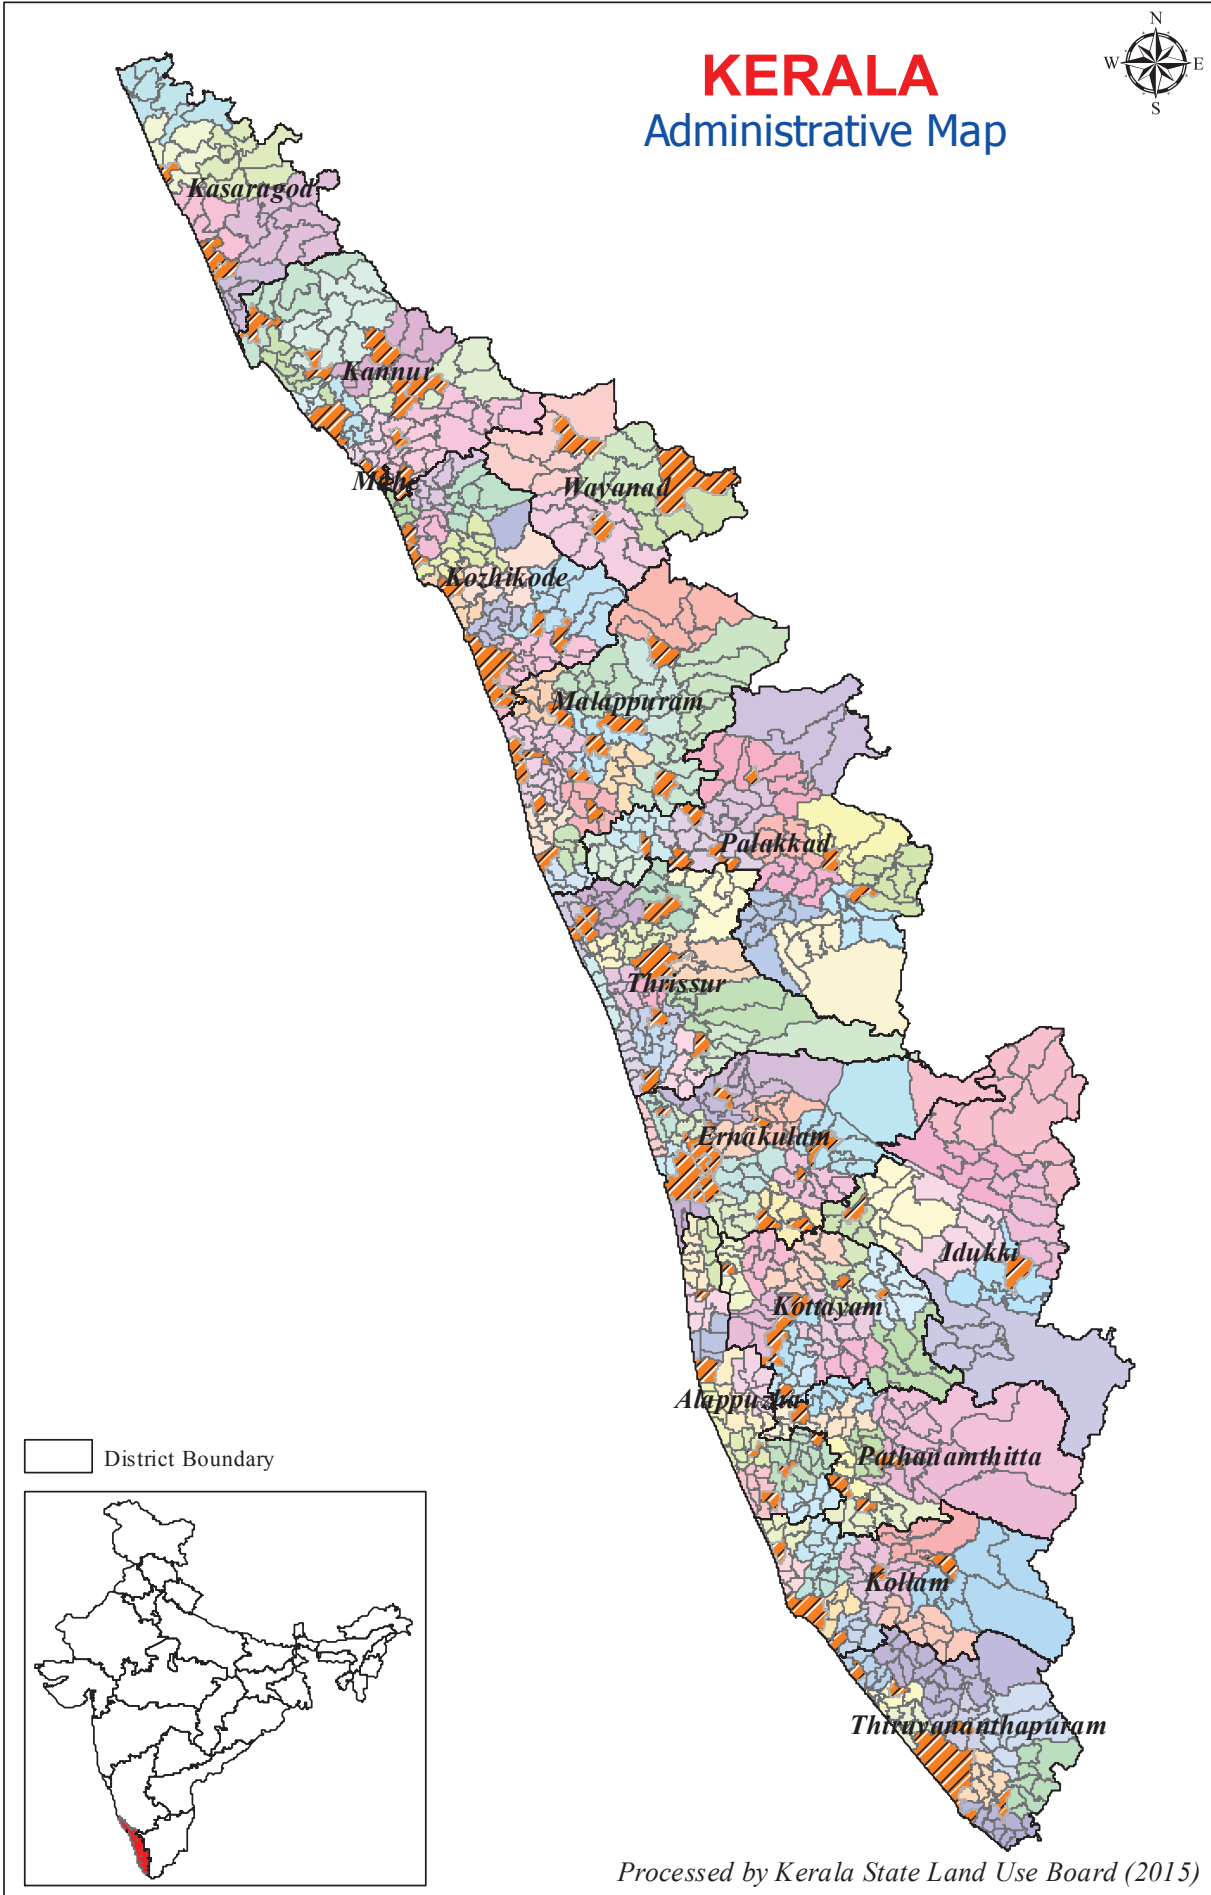 N
W
E
S
KERALA
Administrative Map
Kasaragod
Kannur
Mahe
Wayanad
Kozhikode
Malappuram
Palakkad
Thrissur
Ernakulam
Idukki
Kottayam
Alappuzha
Pathanamthitta
District Boundary
Kollam
Thiruvananthapuram
Processed by Kerala State Land Use Board (2015)